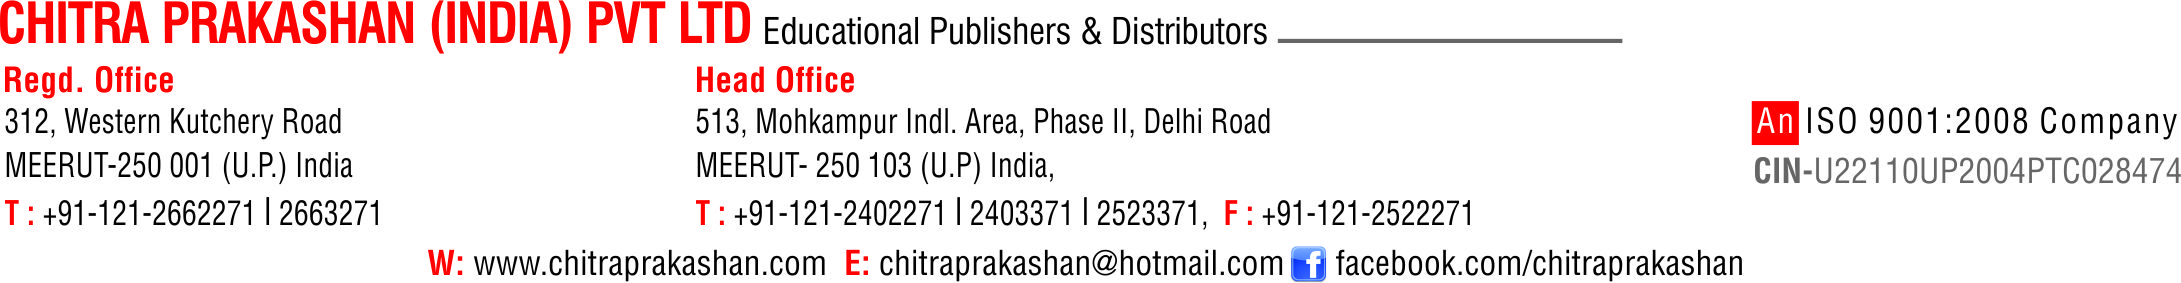 CHITRA PRAKASHAN (INDIA) PVT LTD Educational Publishers & Distributors
Regd. Office
312, Western Kutchery Road
MEERUT-250 001 (U.P.) India
T : +91-121-2662271 | 2663271
Head Office
513, Mohkampur Indl. Area, Phase II, Delhi Road
MEERUT- 250 103 (U.P) India,
T : +91-121-2402271 | 2403371 | 2523371, F : +91-121-2522271
An ISO 9001:2008 Company
CIN-U22110UP2004PTC028474
W: www.chitraprakashan.com E: chitraprakashan@hotmail.com f facebook.com/chitraprakashan